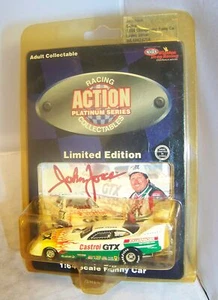 Adult Collectable
RACING
ACTION
PLATINUM SERIES
COLLECTABLES
Limited Edition
John Force
GTX
Castrol GTX
1/64 Scale Funny Car